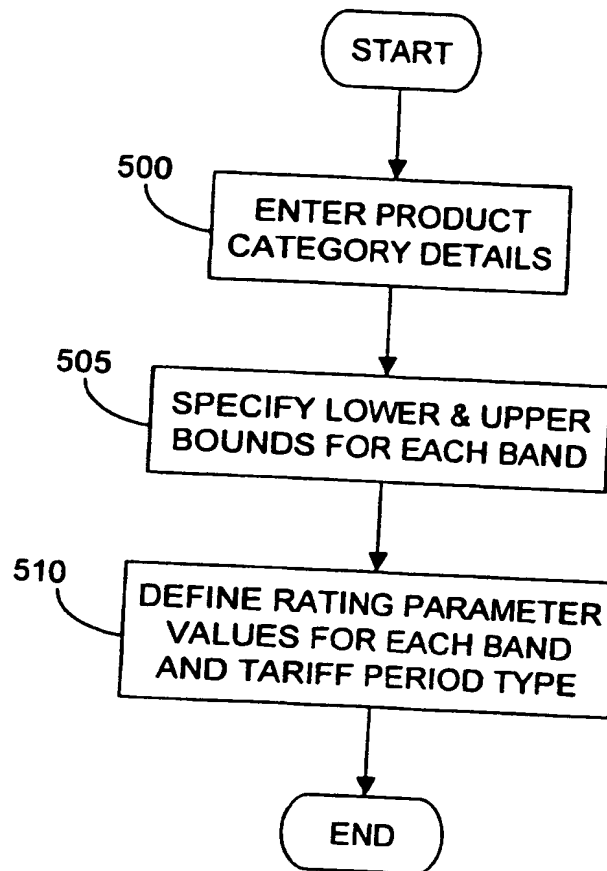 START
500
ENTER PRODUCT
CATEGORY DETAILS
505
SPECIFY LOWER & UPPER
BOUNDS FOR EACH BAND
510
DEFINE RATING PARAMETER
VALUES FOR EACH BAND
AND TARIFF PERIOD TYPE
END